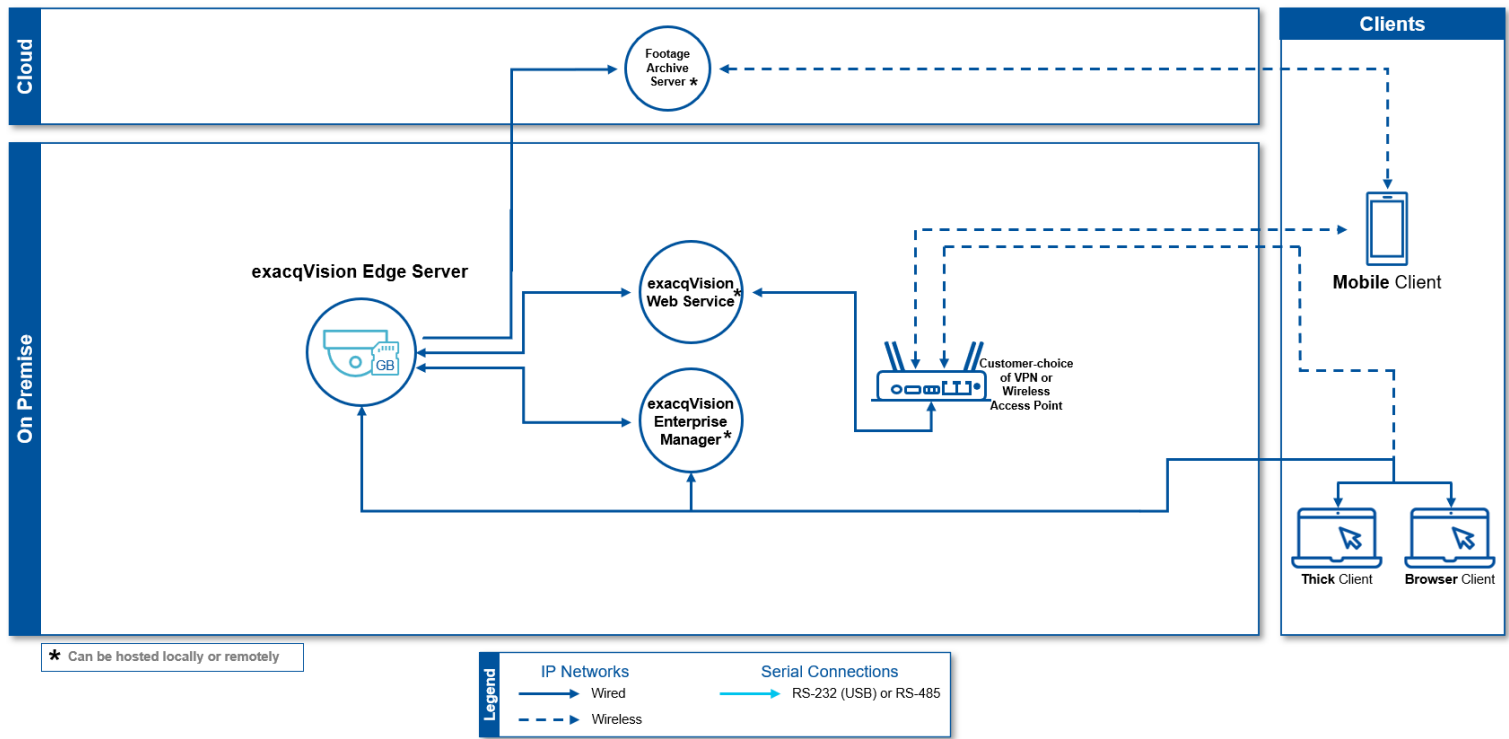 Cloud
Footage
Archive
Server *
Clients
On Premise
exacqVision Edge Server
GB
exacqVision
Web Service*
exacqVision
Enterprise
Manager*
Customer-choice
of VPN or
Wireless
Access Point
Mobile Client
Thick Client
Browser Client
* Can be hosted locally or remotely
Legend
IP Networks
Wired
Wireless
Serial Connections
RS-232 (USB) or RS-485